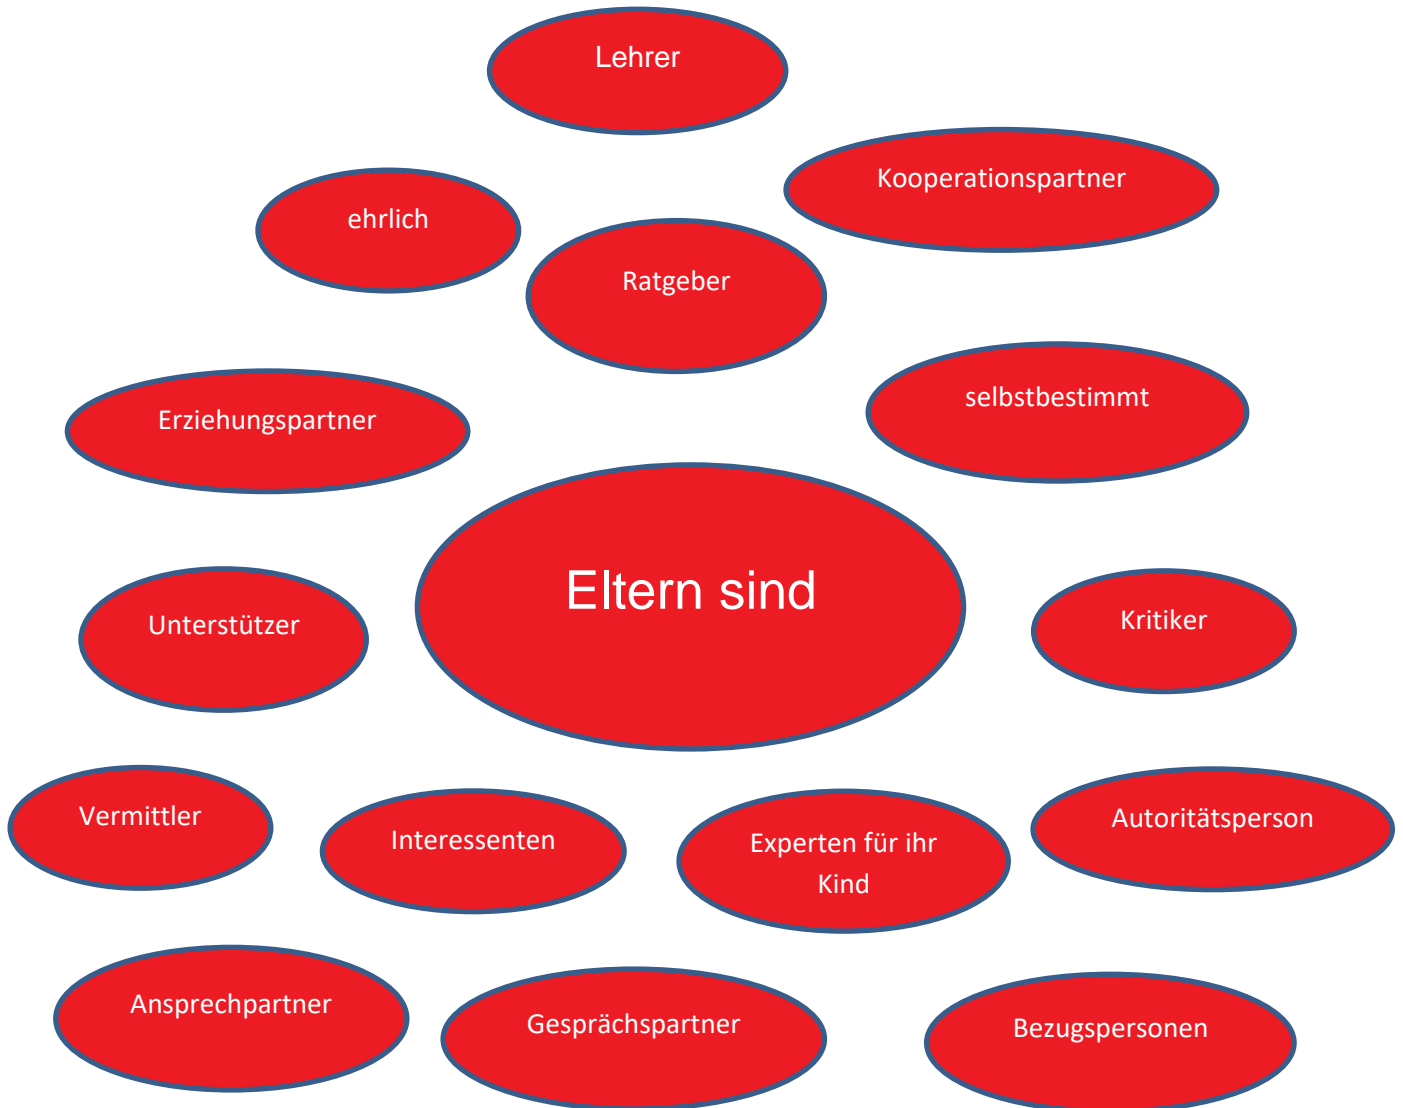 Lehrer
Kooperationspartner
ehrlich
Ratgeber
selbstbestimmt
Erziehungspartner
Eltern sind
Unterstützer
Kritiker
Vermittler
Interessenten
Experten für ihr
Kind
Autoritätsperson
Ansprechpartner
Gesprächspartner
Bezugspersonen